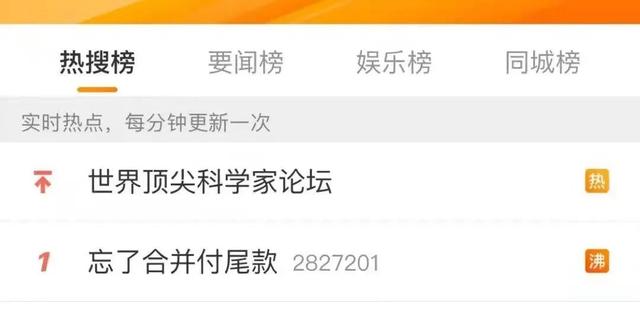 热搜榜 要闻榜 娱乐榜 同城榜
实时热点，每分钟更新一次
世界顶尖科学家论坛 热
1 忘了合并付尾款 2827201 沸